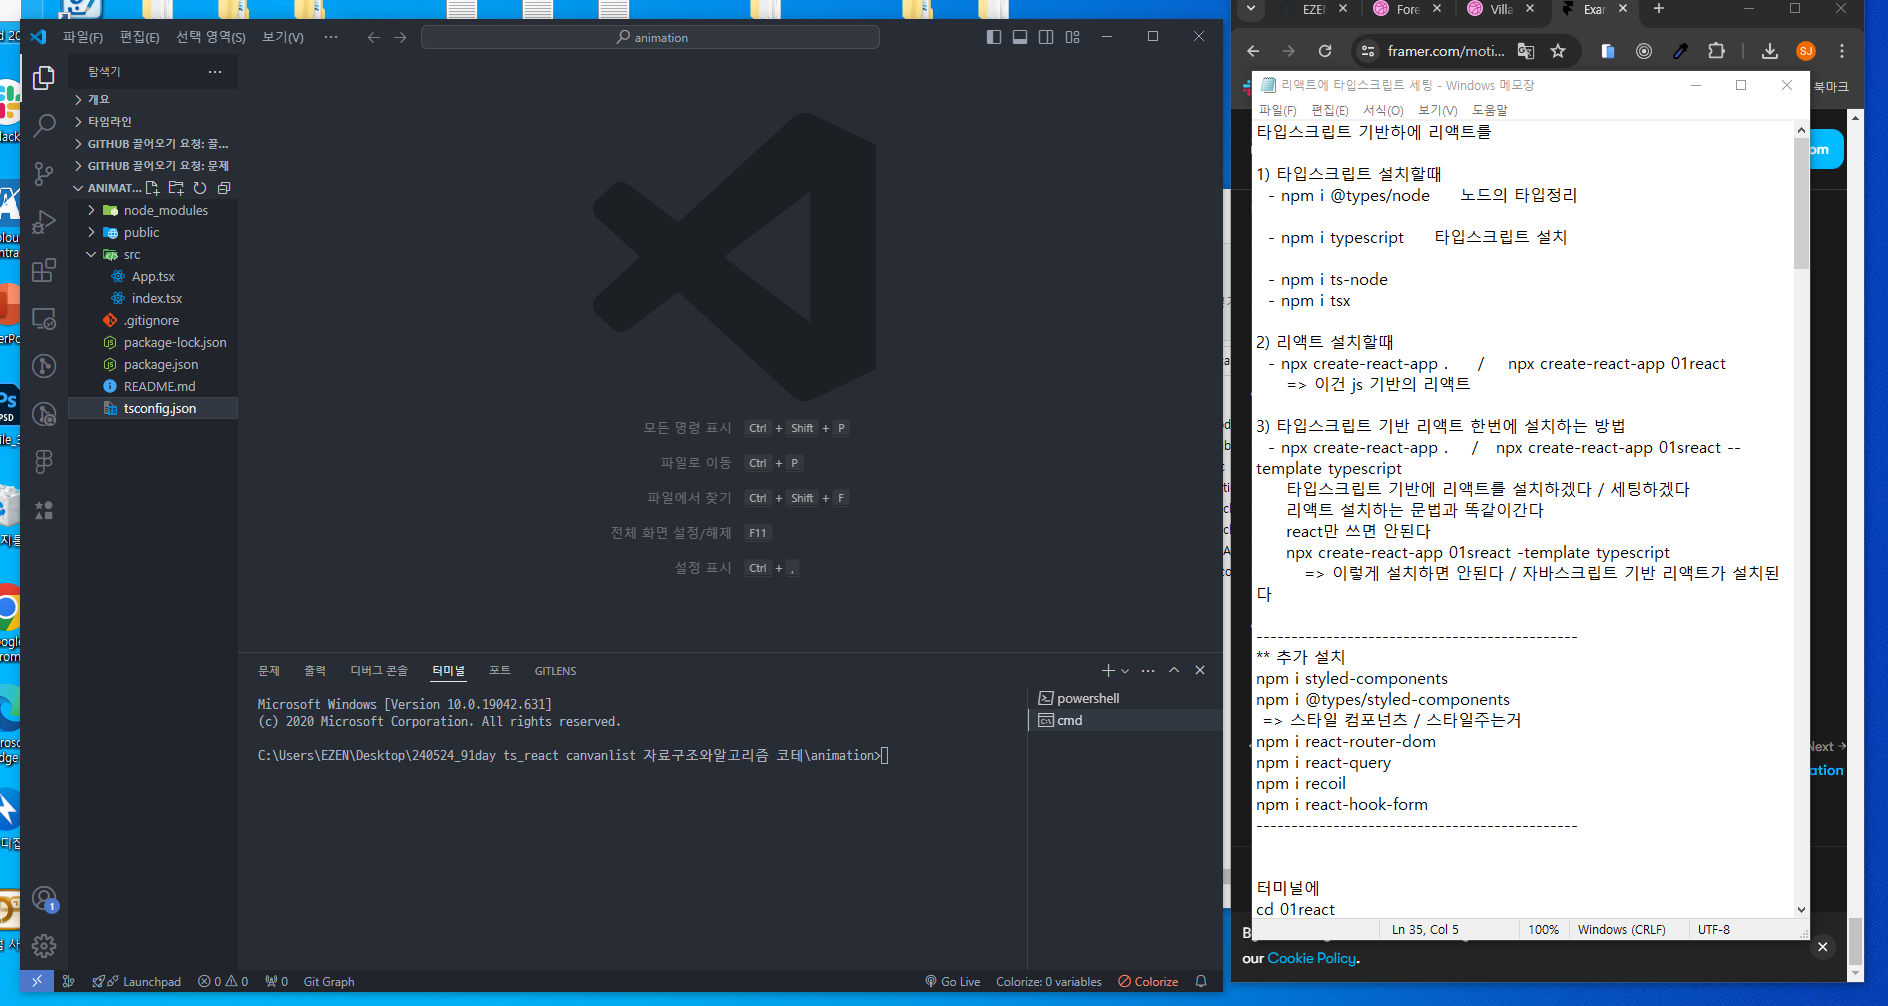 파일(F) 편집(E) 선택 영역(S) 보기(V) ···
animation
탐색기
개요
타임라인
GITHUB 끌어오기 요청: 끌...
GITHUB 끌어오기 요청: 문제
ANIMAT...
node_modules
public
src
App.tsx
index.tsx
.gitignore
package-lock.json
package.json
README.md
tsconfig.json
모든 명령 표시 Ctrl + Shift + P
파일로 이동 Ctrl + P
파일에서 찾기 Ctrl + Shift + F
전체 화면 설정/해제 F11
설정 표시 Ctrl + ,
문제 출력 디버그 콘솔 터미널 포트 GITLENS
Microsoft Windows [Version 10.0.19042.631]
(c) 2020 Microsoft Corporation. All rights reserved.
C:\Users\EZEN\Desktop\240524_91day ts_react canvanlist 자료구조와알고리즘 코테\animation>
powershell
cmd
1
Launchpad 0 0 0 Git Graph
Go Live Colorize: 0 variables Colorize
EZEN Fore Villa Exar
framer.com/moti...
SJ
북마크
리액트에 타입스크립트 세팅 - Windows 메모장
파일(F) 편집(E) 서식(O) 보기(V) 도움말
타입스크립트 기반하에 리액트를
1) 타입스크립트 설치할때
- npm i @types/node 노드의 타입정리
- npm i typescript 타입스크립트 설치
- npm i ts-node
- npm i tsx
2) 리액트 설치할때
- npx create-react-app . / npx create-react-app 01react
=> 이건 js 기반의 리액트
3) 타입스크립트 기반 리액트 한번에 설치하는 방법
- npx create-react-app . / npx create-react-app 01sreact --
template typescript
타입스크립트 기반에 리액트를 설치하겠다 / 세팅하겠다
리액트 설치하는 문법과 똑같이간다
react만 쓰면 안된다
npx create-react-app 01sreact -template typescript
=> 이렇게 설치하면 안된다 / 자바스크립트 기반 리액트가 설치된
다
----------------------------------------------
** 추가 설치
npm i styled-components
npm i @types/styled-components
=> 스타일 컴포넌츠 / 스타일주는거
npm i react-router-dom
npm i react-query
npm i recoil
npm i react-hook-form
----------------------------------------------
터미널에
cd 01react
Ln 35, Col 5 100% Windows (CRLF) UTF-8
om
Next →
ation
our Cookie Policy.